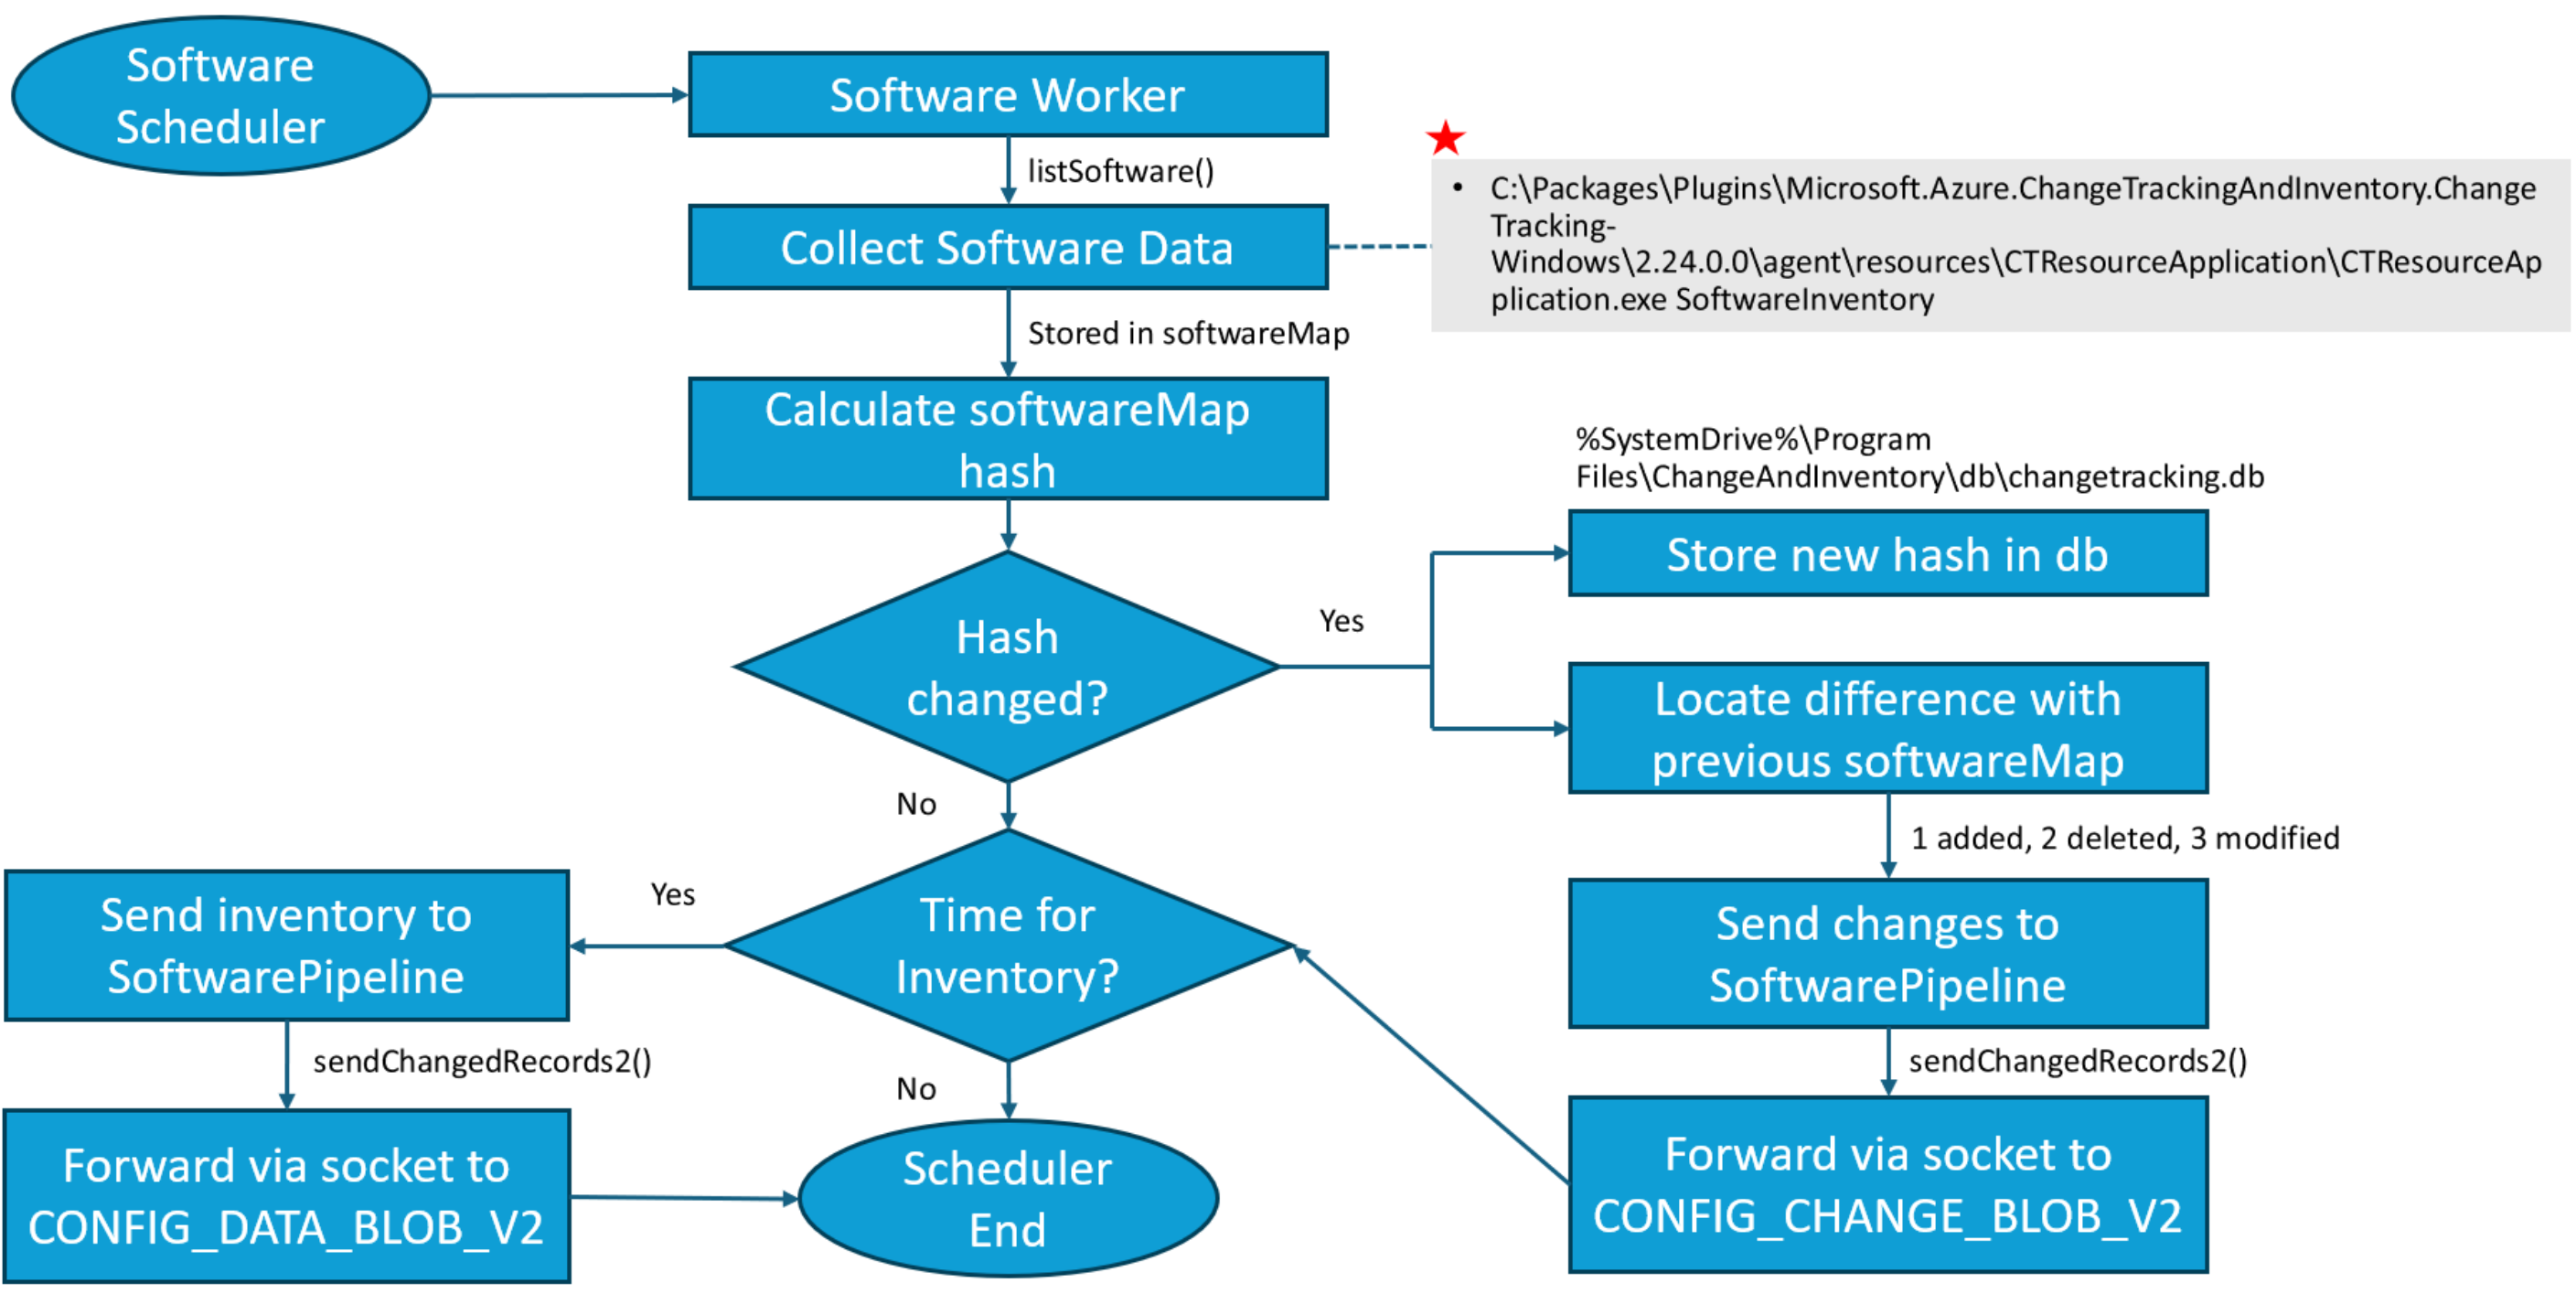 Software
Scheduler
Software Worker
listSoftware()
Collect Software Data
• C:\Packages\Plugins\Microsoft.Azure.ChangeTrackingAndInventory.Change
Tracking-
Windows\2.24.0.0\agent\resources\CTResourceApplication\CTResourceAp
plication.exe SoftwareInventory
Stored in softwareMap
Calculate softwareMap
hash
%SystemDrive%\Program
Files\ChangeAndInventory\db\changetracking.db
Store new hash in db
Hash
changed?
Yes
Locate difference with
previous softwareMap
No
1 added, 2 deleted, 3 modified
Send inventory to
SoftwarePipeline
Yes
Time for
Inventory?
Send changes to
SoftwarePipeline
sendChangedRecords2()
No
sendChangedRecords2()
Forward via socket to
CONFIG_DATA_BLOB_V2
Scheduler
End
Forward via socket to
CONFIG_CHANGE_BLOB_V2